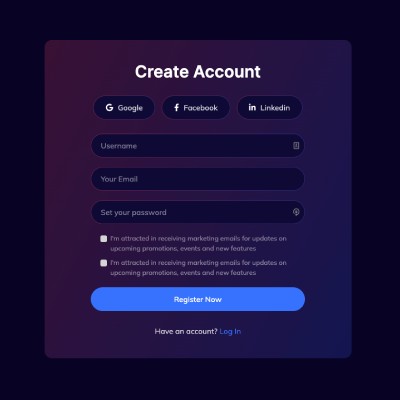 Create Account
Google
Facebook
Linkedin
Username
Your Email
Set your password
I'm attracted in receiving marketing emails for updates on
upcoming promotions, events and new features
I'm attracted in receiving marketing emails for updates on
upcoming promotions, events and new features
Register Now
Have an account? Log In